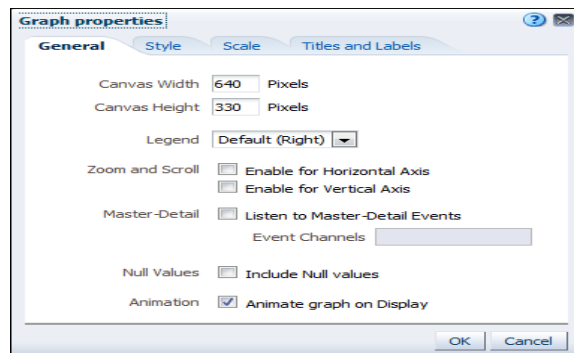 Graph properties
General Style Scale Titles and Labels
Canvas Width 640 Pixels
Canvas Height 330 Pixels
Legend Default (Right)
Zoom and Scroll Enable for Horizontal Axis
Enable for Vertical Axis
Master-Detail Listen to Master-Detail Events
Event Channels
Null Values Include Null values
Animation Animate graph on Display
OK Cancel